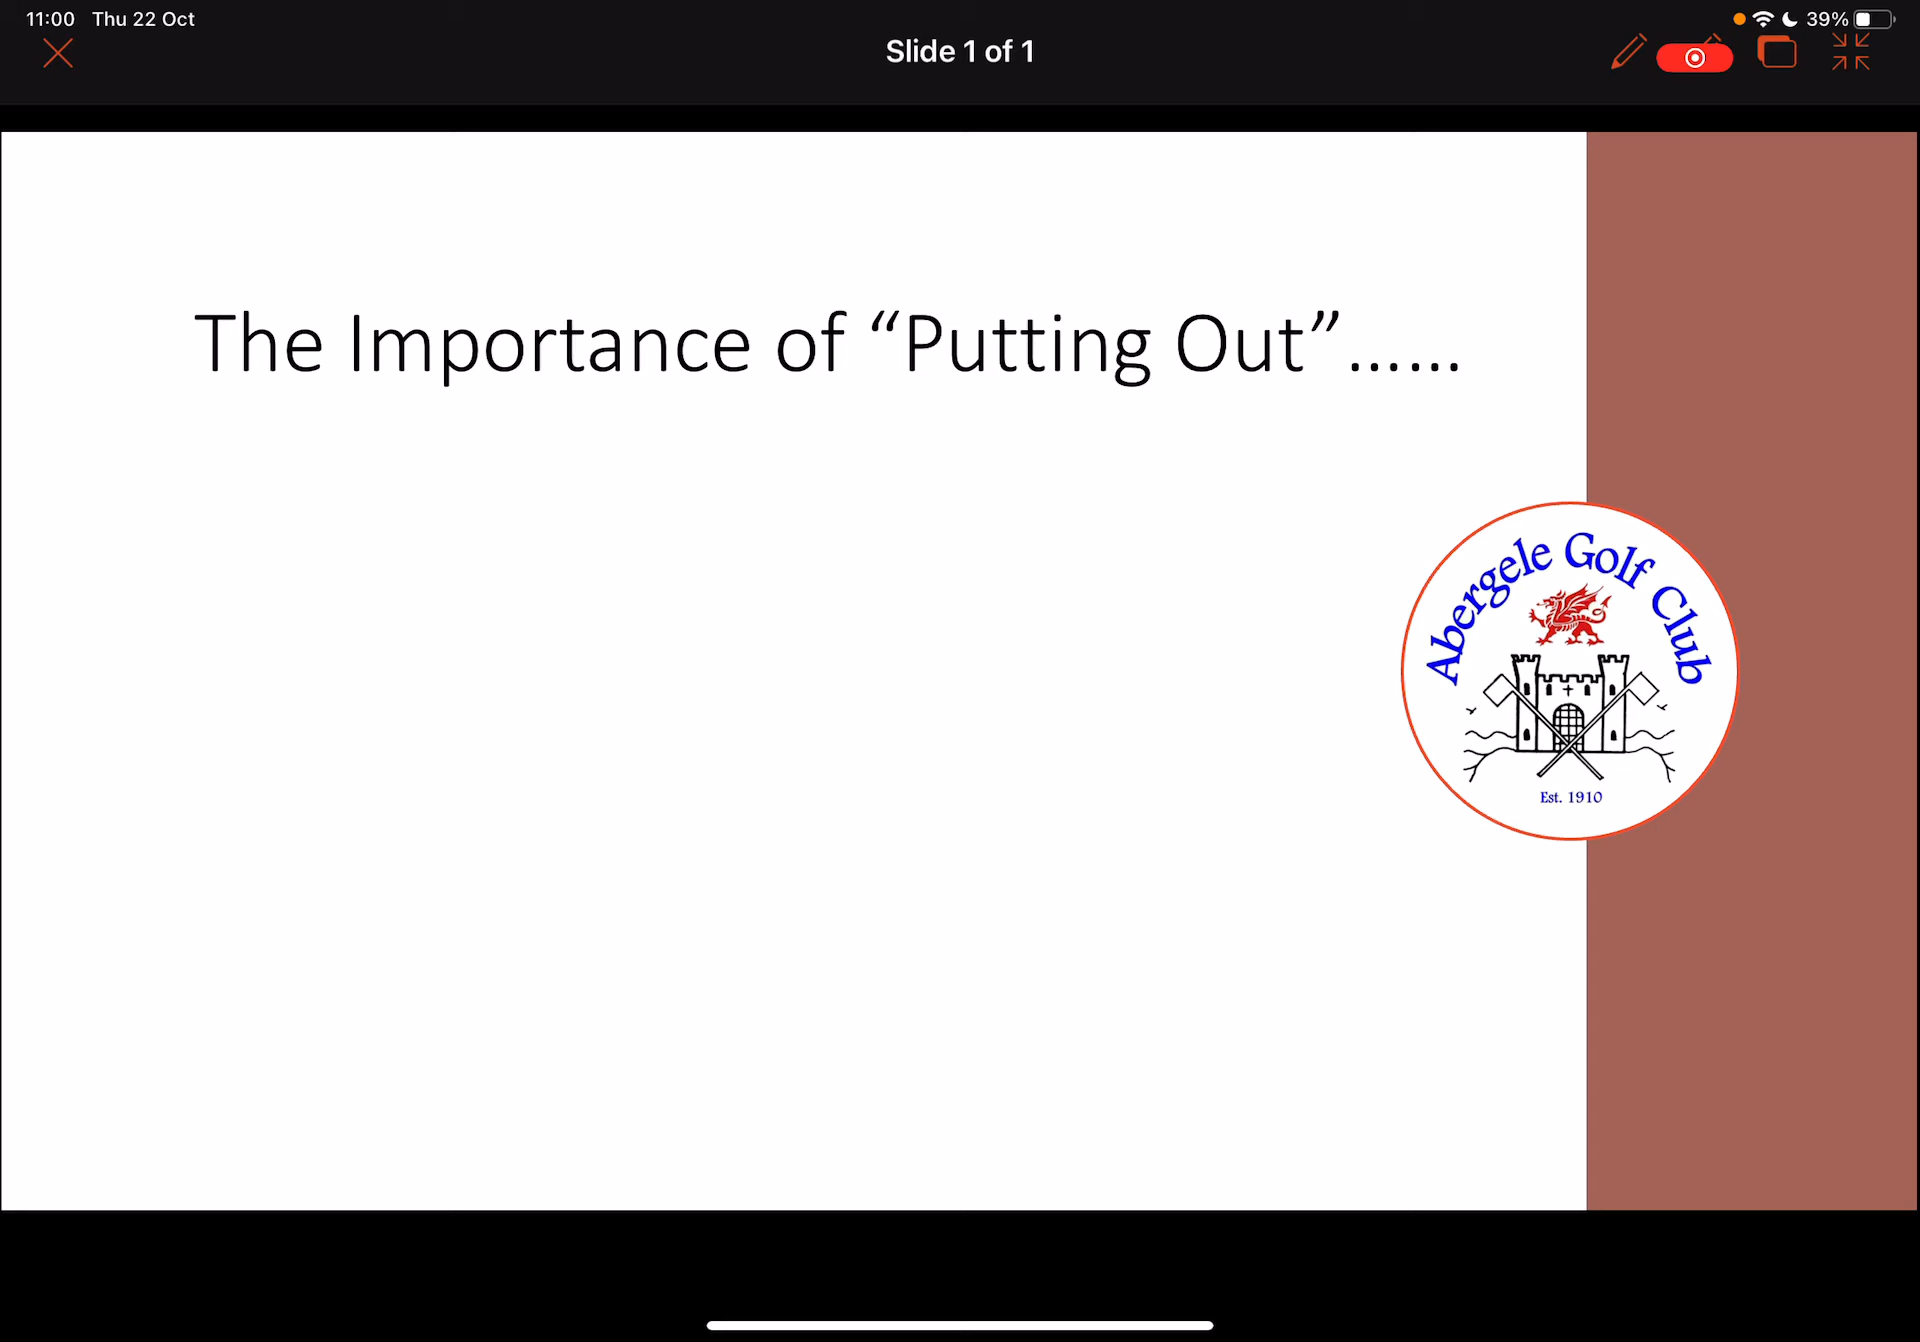 11:00 Thu 22 Oct
39%
Slide 1 of 1
The Importance of “Putting Out”......
Abergele Golf Club
Est. 1910